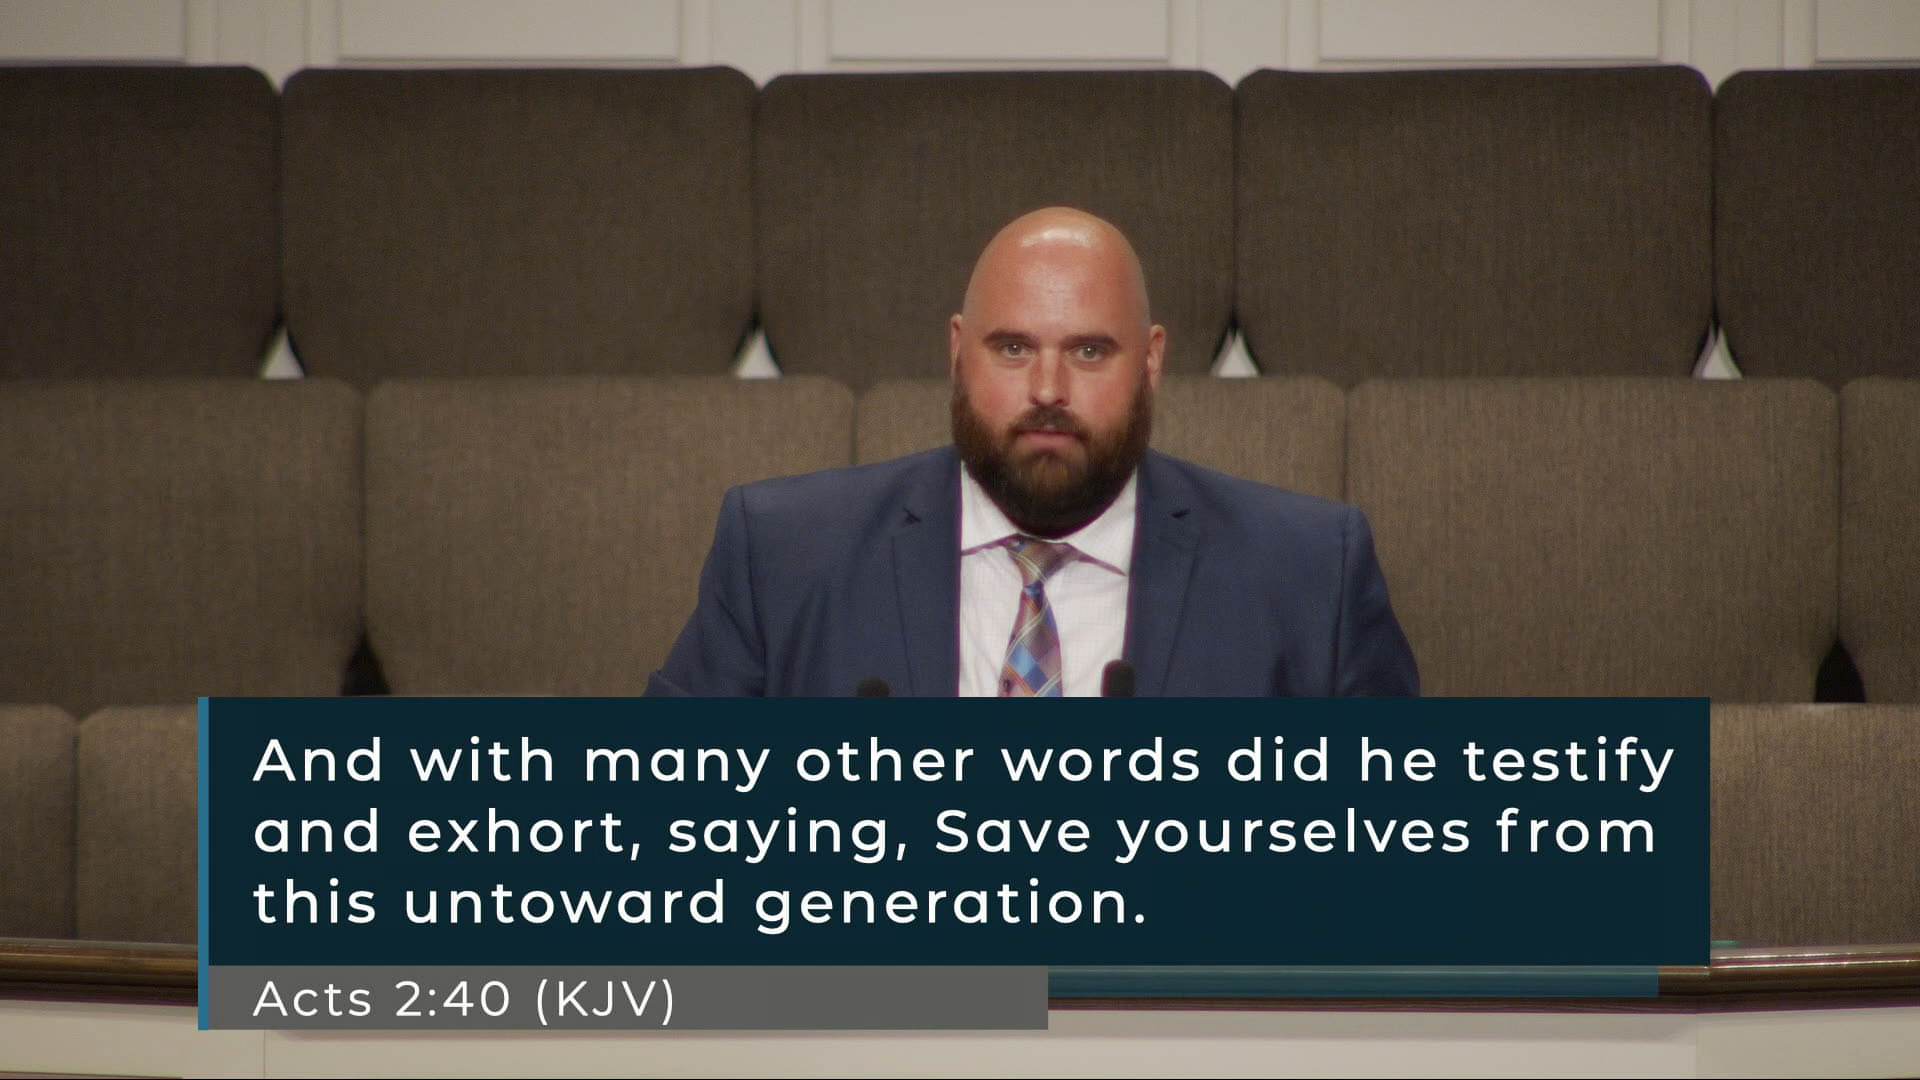 And with many other words did he testify
and exhort, saying, Save yourselves from
this untoward generation.
Acts 2:40 (KJV)